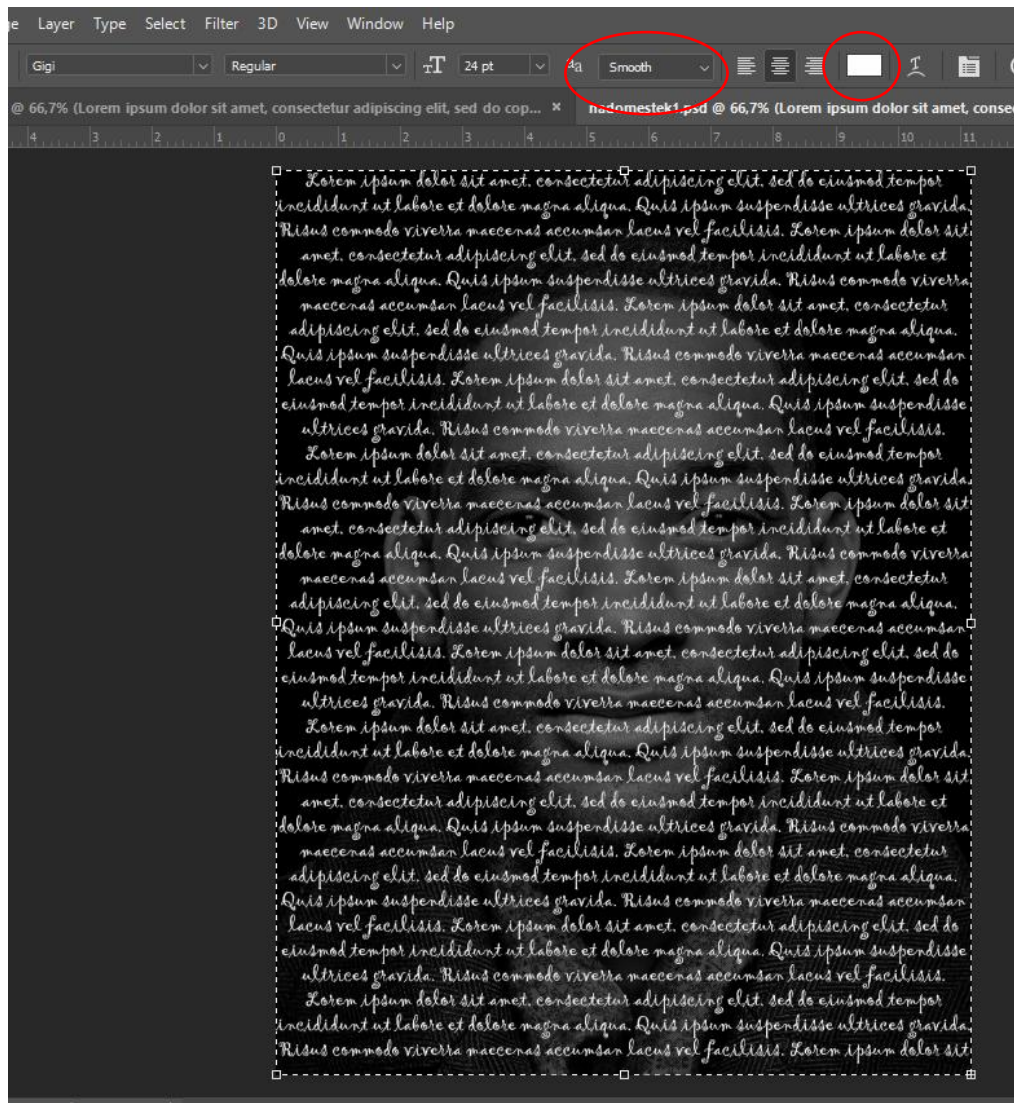 e Layer Type Select Filter 3D View Window Help
Gigi Regular 24 pt Smooth
@ 66,7% (Lorem ipsum dolor sit amet, consectetur adipiscing elit, sed do cop... × nadomestek1.psd @ 66,7% (Lorem ipsum dolor sit amet, conse
4 3 2 1 0 1 2 3 4 5 6 7 8 9 10 11
Lorem ipsum dolor sit amet, consectetur adipiscing elit, sed do eiusmod tempor
incididunt ut labore et dolore magna aliqua. Quis ipsum suspendisse ultrices gravida.
Risus commodo viverra maecenas accumsan lacus vel facilisis. Lorem ipsum dolor sit
amet, consectetur adipiscing elit, sed do eiusmod tempor incididunt ut labore et
dolore magna aliqua. Quis ipsum suspendisse ultrices gravida. Risus commodo viverra
maecenas accumsan lacus vel facilisis. Lorem ipsum dolor sit amet, consectetur
adipiscing elit, sed do eiusmod tempor incididunt ut labore et dolore magna aliqua.
Quis ipsum suspendisse ultrices gravida. Risus commodo viverra maecenas accumsan
lacus vel facilisis. Lorem ipsum dolor sit amet, consectetur adipiscing elit, sed do
eiusmod tempor incididunt ut labore et dolore magna aliqua. Quis ipsum suspendisse
ultrices gravida. Risus commodo viverra maecenas accumsan lacus vel facilisis.
Lorem ipsum dolor sit amet, consectetur adipiscing elit, sed do eiusmod tempor
incididunt ut labore et dolore magna aliqua. Quis ipsum suspendisse ultrices gravida.
Risus commodo viverra maecenas accumsan lacus vel facilisis. Lorem ipsum dolor sit
amet, consectetur adipiscing elit, sed do eiusmod tempor incididunt ut labore et
dolore magna aliqua. Quis ipsum suspendisse ultrices gravida. Risus commodo viverra
maecenas accumsan lacus vel facilisis. Lorem ipsum dolor sit amet, consectetur
adipiscing elit, sed do eiusmod tempor incididunt ut labore et dolore magna aliqua.
Quis ipsum suspendisse ultrices gravida. Risus commodo viverra maecenas accumsan
lacus vel facilisis. Lorem ipsum dolor sit amet, consectetur adipiscing elit, sed do
eiusmod tempor incididunt ut labore et dolore magna aliqua. Quis ipsum suspendisse
ultrices gravida. Risus commodo viverra maecenas accumsan lacus vel facilisis.
Lorem ipsum dolor sit amet, consectetur adipiscing elit, sed do eiusmod tempor
incididunt ut labore et dolore magna aliqua. Quis ipsum suspendisse ultrices gravida.
Risus commodo viverra maecenas accumsan lacus vel facilisis. Lorem ipsum dolor sit
amet, consectetur adipiscing elit, sed do eiusmod tempor incididunt ut labore et
dolore magna aliqua. Quis ipsum suspendisse ultrices gravida. Risus commodo viverra
maecenas accumsan lacus vel facilisis. Lorem ipsum dolor sit amet, consectetur
adipiscing elit, sed do eiusmod tempor incididunt ut labore et dolore magna aliqua.
Quis ipsum suspendisse ultrices gravida. Risus commodo viverra maecenas accumsan
lacus vel facilisis. Lorem ipsum dolor sit amet, consectetur adipiscing elit, sed do
eiusmod tempor incididunt ut labore et dolore magna aliqua. Quis ipsum suspendisse
ultrices gravida. Risus commodo viverra maecenas accumsan lacus vel facilisis.
Lorem ipsum dolor sit amet, consectetur adipiscing elit, sed do eiusmod tempor
incididunt ut labore et dolore magna aliqua. Quis ipsum suspendisse ultrices gravida.
Risus commodo viverra maecenas accumsan lacus vel facilisis. Lorem ipsum dolor sit